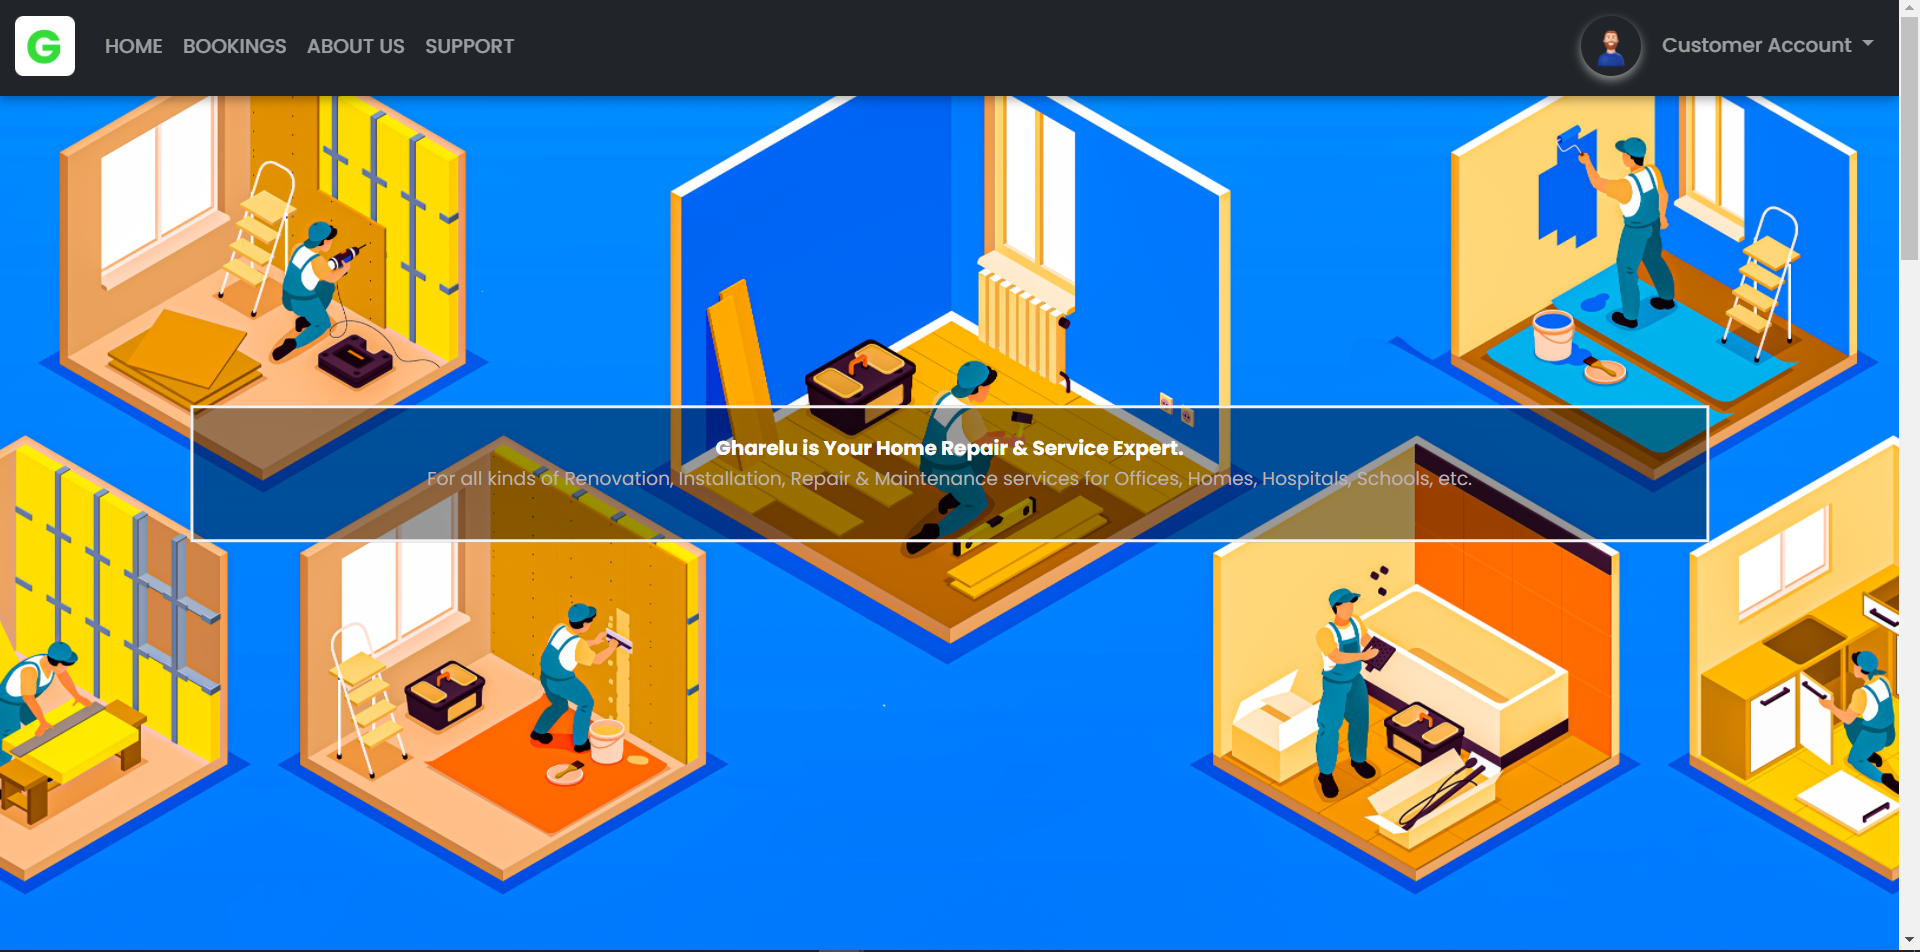 G HOME BOOKINGS ABOUT US SUPPORT Customer Account
Gharelu is Your Home Repair & Service Expert.
For all kinds of Renovation, Installation, Repair & Maintenance services for Offices, Homes, Hospitals, Schools, etc.